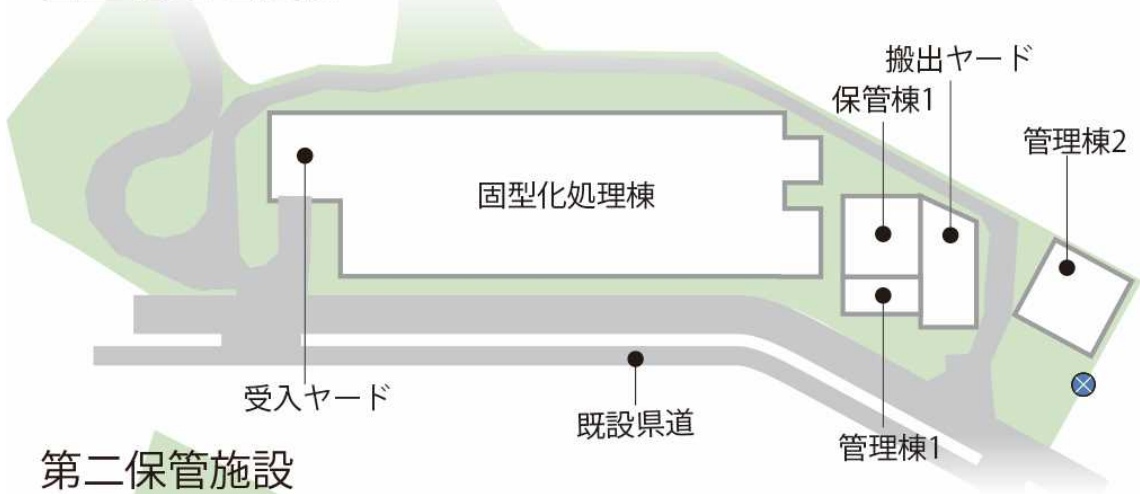 搬出ヤード
保管棟1
管理棟2
固型化処理棟
受入ヤード
既設県道
管理棟1
第二保管施設